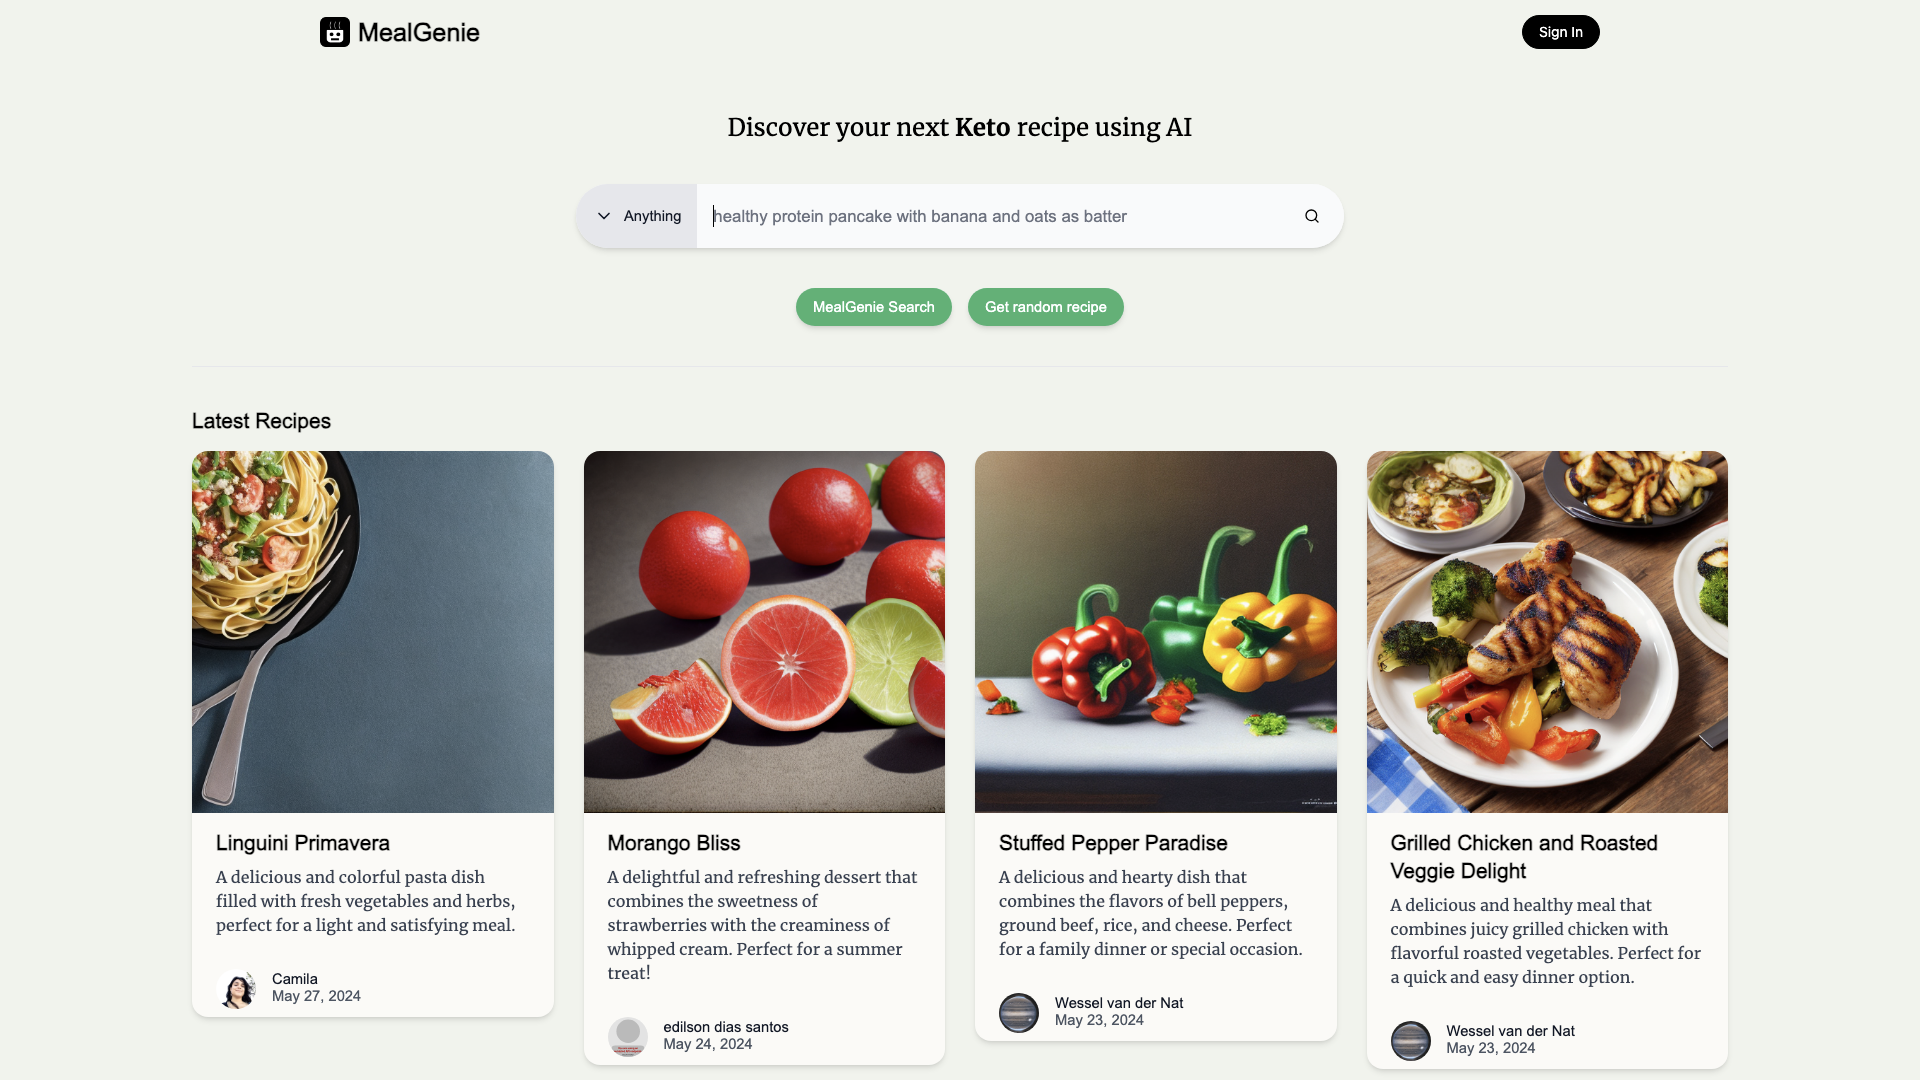 MealGenie
Sign In
Discover your next Keto recipe using AI
Anything
healthy protein pancake with banana and oats as batter
MealGenie Search
Get random recipe
Latest Recipes
Linguini Primavera
A delicious and colorful pasta dish
filled with fresh vegetables and herbs,
perfect for a light and satisfying meal.
Camila
May 27, 2024
Morango Bliss
A delightful and refreshing dessert that
combines the sweetness of
strawberries with the creaminess of
whipped cream. Perfect for a summer
treat!
edilson dias santos
May 24, 2024
Stuffed Pepper Paradise
A delicious and hearty dish that
combines the flavors of bell peppers,
ground beef, rice, and cheese. Perfect
for a family dinner or special occasion.
Wessel van der Nat
May 23, 2024
Grilled Chicken and Roasted
Veggie Delight
A delicious and healthy meal that
combines juicy grilled chicken with
flavorful roasted vegetables. Perfect for
a quick and easy dinner option.
Wessel van der Nat
May 23, 2024